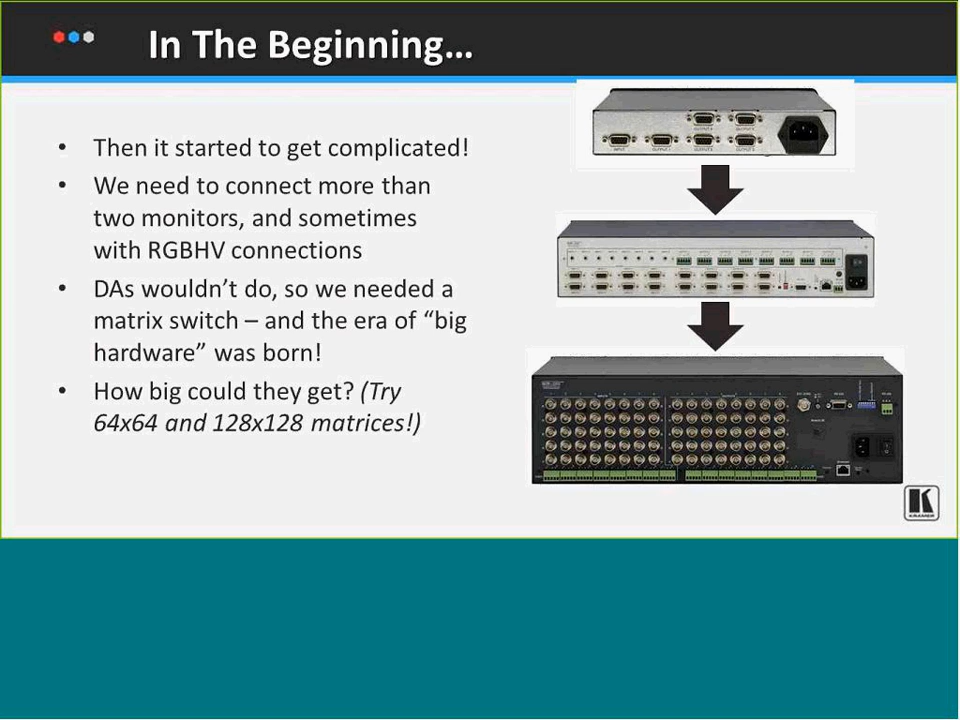 In The Beginning…
• Then it started to get complicated!
• We need to connect more than
two monitors, and sometimes
with RGBHV connections
• DAs wouldn’t do, so we needed a
matrix switch – and the era of “big
hardware” was born!
• How big could they get? (Try
64x64 and 128x128 matrices!)
INPUT
KRAMER